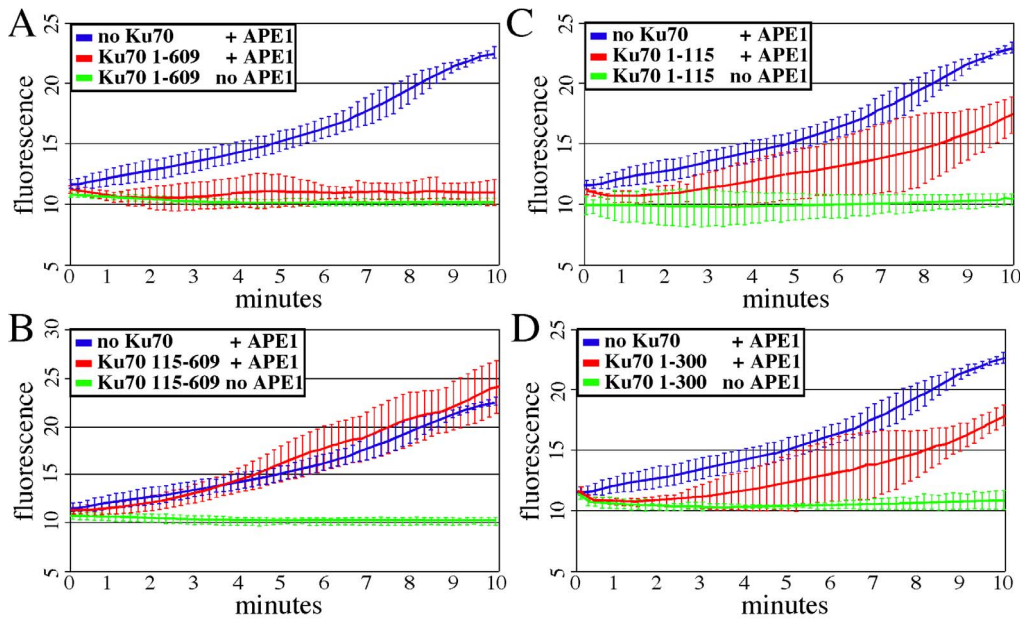 A
25
20
15
10
5
fluorescence
no Ku70 + APE1
Ku70 1-609 + APE1
Ku70 1-609 no APE1
0 1 2 3 4 5 6 7 8 9 10
minutes
C
25
20
15
10
5
fluorescence
no Ku70 + APE1
Ku70 1-115 + APE1
Ku70 1-115 no APE1
0 1 2 3 4 5 6 7 8 9 10
minutes
B
30
25
20
15
10
5
fluorescence
no Ku70 + APE1
Ku70 115-609 + APE1
Ku70 115-609 no APE1
0 1 2 3 4 5 6 7 8 9 10
minutes
D
25
20
15
10
5
fluorescence
no Ku70 + APE1
Ku70 1-300 + APE1
Ku70 1-300 no APE1
0 1 2 3 4 5 6 7 8 9 10
minutes